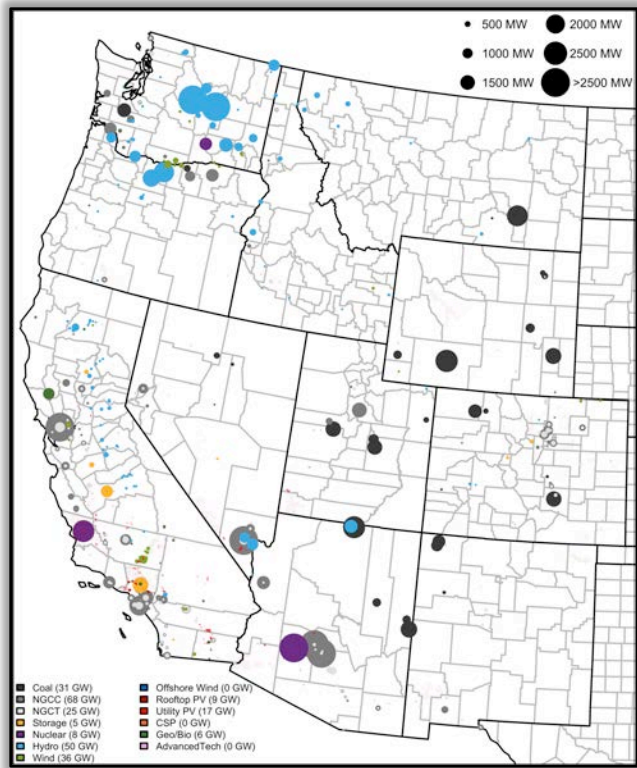 500 MW
2000 MW
1000 MW
2500 MW
1500 MW
>2500 MW
Coal (31 GW)
NGCC (68 GW)
NGCT (25 GW)
Storage (5 GW)
Nuclear (8 GW)
Hydro (50 GW)
Wind (36 GW)
Offshore Wind (0 GW)
Rooftop PV (9 GW)
Utility PV (17 GW)
CSP (0 GW)
Geo/Bio (6 GW)
AdvancedTech (0 GW)